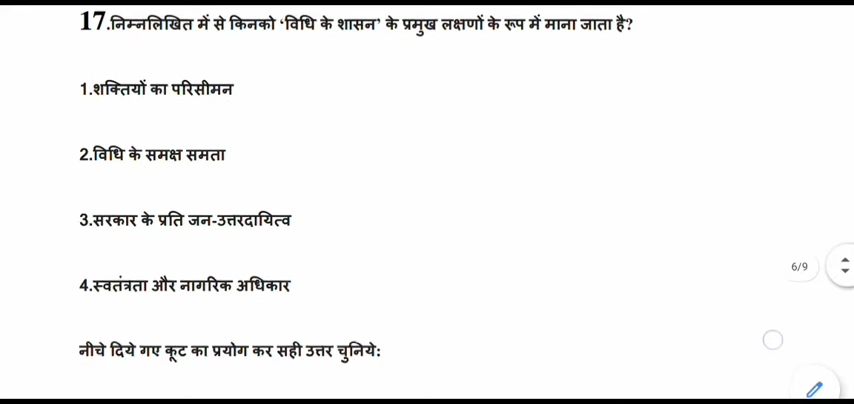 17.निम्नलिखित में से किनको ‘विधि के शासन’ के प्रमुख लक्षणों के रूप में माना जाता है?
1.शक्तियों का परिसीमन
2.विधि के समक्ष समता
3.सरकार के प्रति जन-उत्तरदायित्व
6/9
4.स्वतंत्रता और नागरिक अधिकार
नीचे दिये गए कूट का प्रयोग कर सही उत्तर चुनिये: